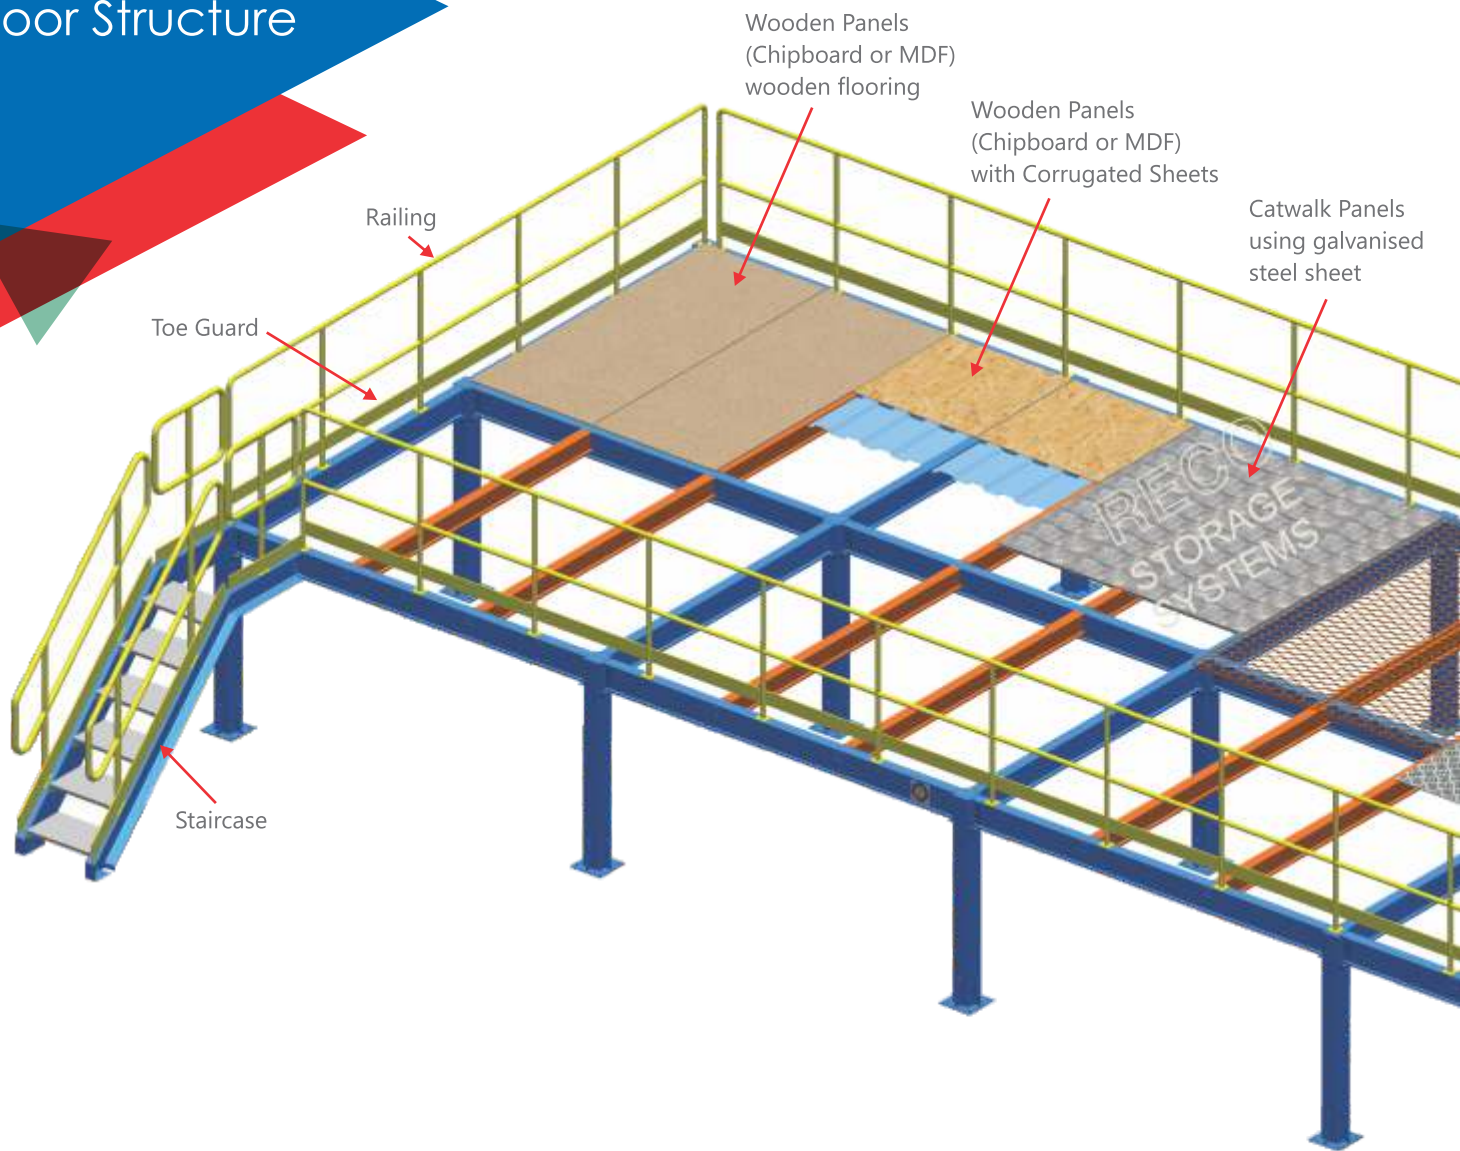 oor Structure
Wooden Panels
(Chipboard or MDF)
wooden flooring
Wooden Panels
(Chipboard or MDF)
with Corrugated Sheets
Catwalk Panels
using galvanised
steel sheet
Railing
Toe Guard
RECO
STORAGE
SYSTEMS
Staircase